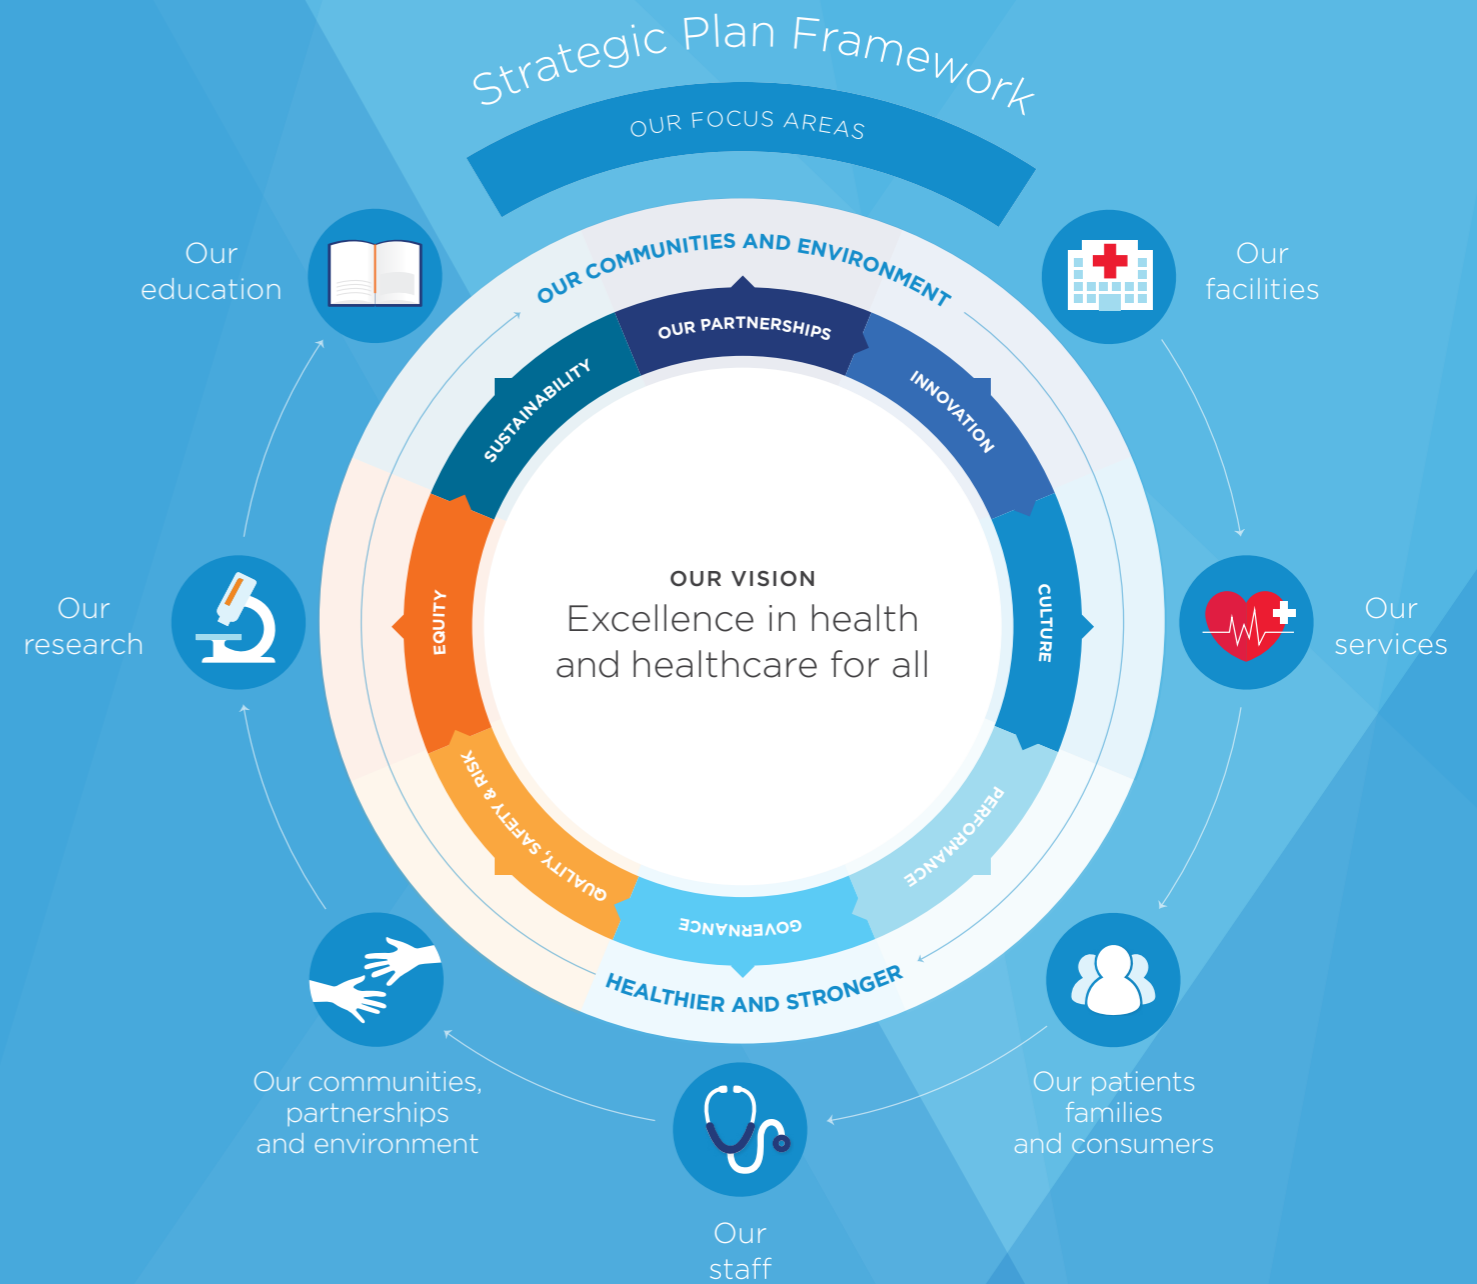 Strategic Plan Framework
OUR FOCUS AREAS
OUR COMMUNITIES AND ENVIRONMENT
HEALTHIER AND STRONGER
OUR PARTNERSHIPS
INNOVATION
CULTURE
PERFORMANCE
GOVERNANCE
QUALITY, SAFETY & RISK
EQUITY
SUSTAINABILITY
OUR VISION
Excellence in health
and healthcare for all
Our
facilities
Our
services
Our patients
families
and consumers
Our
staff
Our communities,
partnerships
and environment
Our
research
Our
education